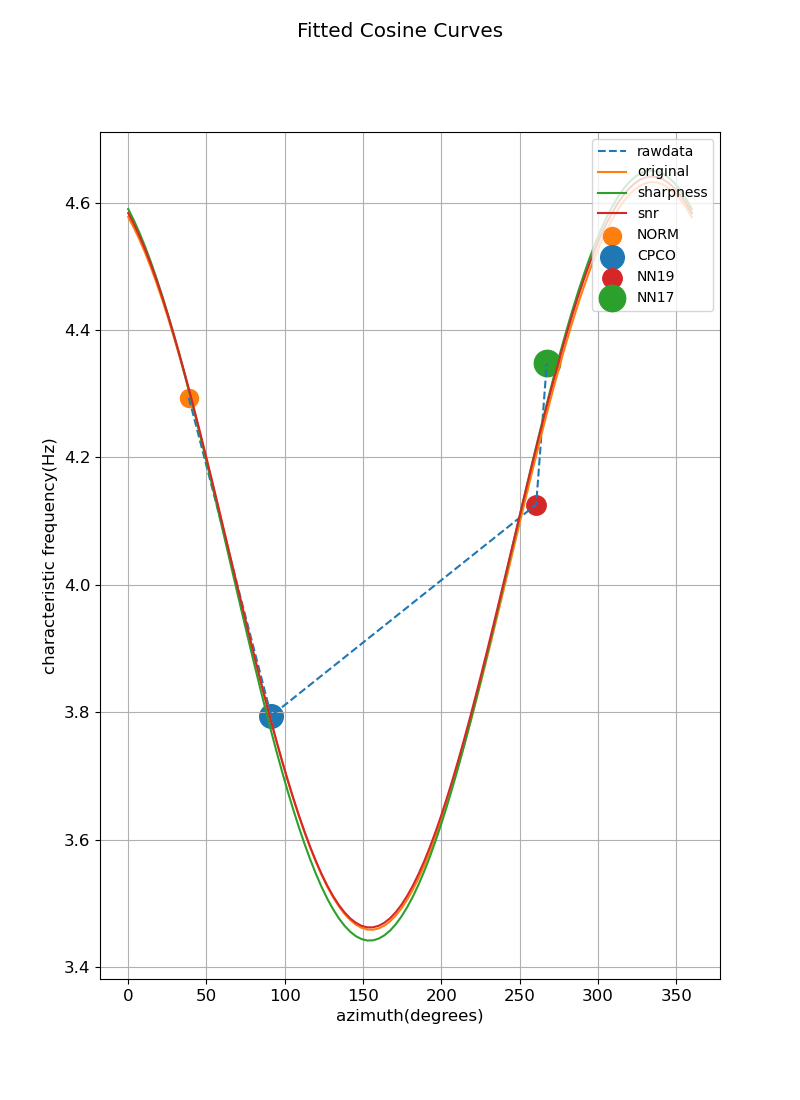 Fitted Cosine Curves
rawdata
original
sharpness
snr
NORM
CPCO
NN19
NN17
4.6
4.4
4.2
4.0
3.8
3.6
3.4
characteristic frequency(Hz)
0 50 100 150 200 250 300 350
azimuth(degrees)